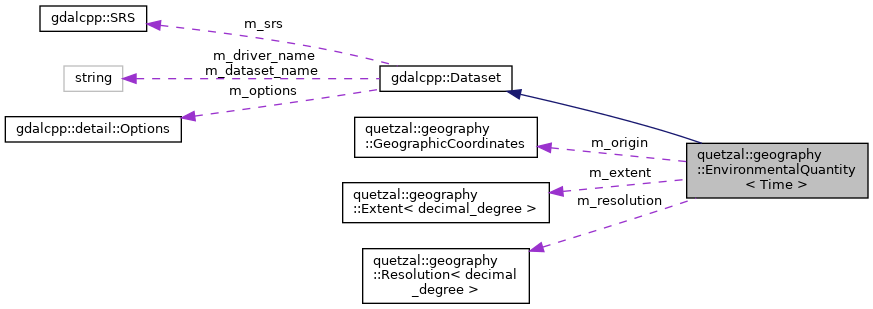 gdalcpp::SRS
m_srs
m_driver_name
m_dataset_name
string
gdalcpp::Dataset
m_options
gdalcpp::detail::Options
quetzal::geography
::GeographicCoordinates
m_origin
quetzal::geography
::EnvironmentalQuantity
< Time >
m_extent
quetzal::geography
::Extent< decimal_degree >
m_resolution
quetzal::geography
::Resolution< decimal
_degree >